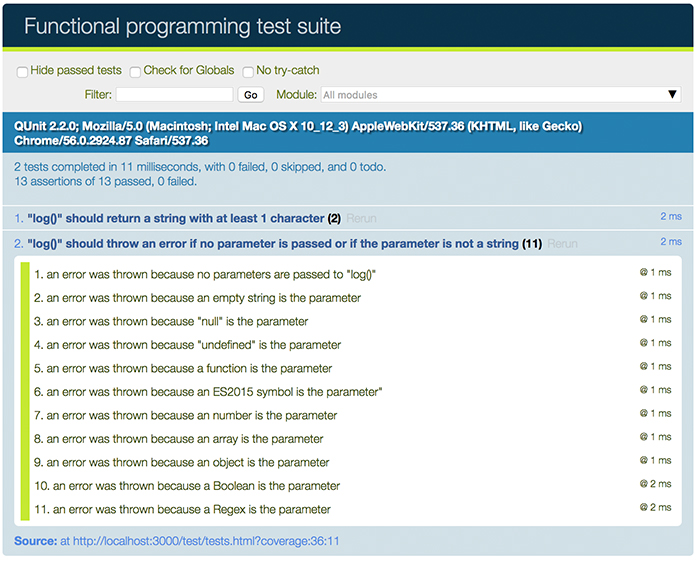 Functional programming test suite
Hide passed tests Check for Globals No try-catch
Filter: Go Module: All modules ▼
QUnit 2.2.0; Mozilla/5.0 (Macintosh; Intel Mac OS X 10_12_3) AppleWebKit/537.36 (KHTML, like Gecko)
Chrome/56.0.2924.87 Safari/537.36
2 tests completed in 11 milliseconds, with 0 failed, 0 skipped, and 0 todo.
13 assertions of 13 passed, 0 failed.
1. "log()" should return a string with at least 1 character (2) Rerun 2 ms
2. "log()" should throw an error if no parameter is passed or if the parameter is not a string (11) Rerun 2 ms
1. an error was thrown because no parameters are passed to "log()" @ 1 ms
2. an error was thrown because an empty string is the parameter @ 1 ms
3. an error was thrown because "null" is the parameter @ 1 ms
4. an error was thrown because "undefined" is the parameter @ 1 ms
5. an error was thrown because a function is the parameter @ 1 ms
6. an error was thrown because an ES2015 symbol is the parameter" @ 1 ms
7. an error was thrown because an number is the parameter @ 1 ms
8. an error was thrown because an array is the parameter @ 1 ms
9. an error was thrown because an object is the parameter @ 1 ms
10. an error was thrown because a Boolean is the parameter @ 2 ms
11. an error was thrown because a Regex is the parameter @ 2 ms
Source: at http://localhost:3000/test/tests.html?coverage:36:11